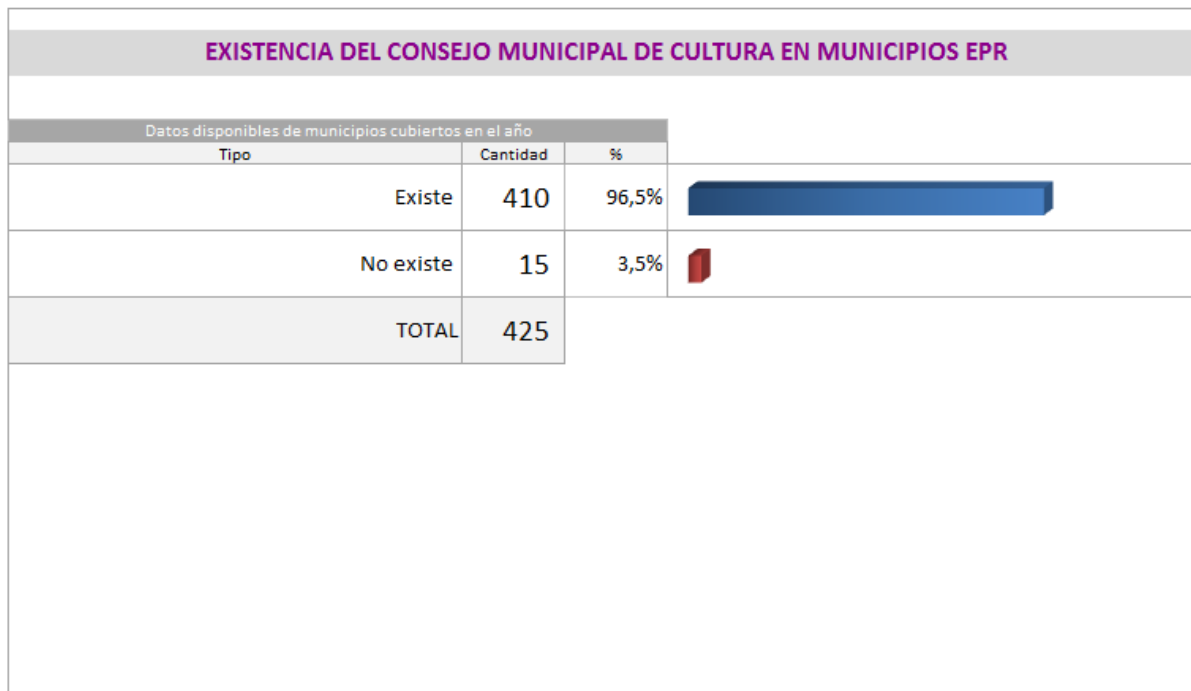 EXISTENCIA DEL CONSEJO MUNICIPAL DE CULTURA EN MUNICIPIOS EPR
Datos disponibles de municipios cubiertos en el año
Tipo Cantidad %
Existe 410 96,5%
No existe 15 3,5%
TOTAL 425